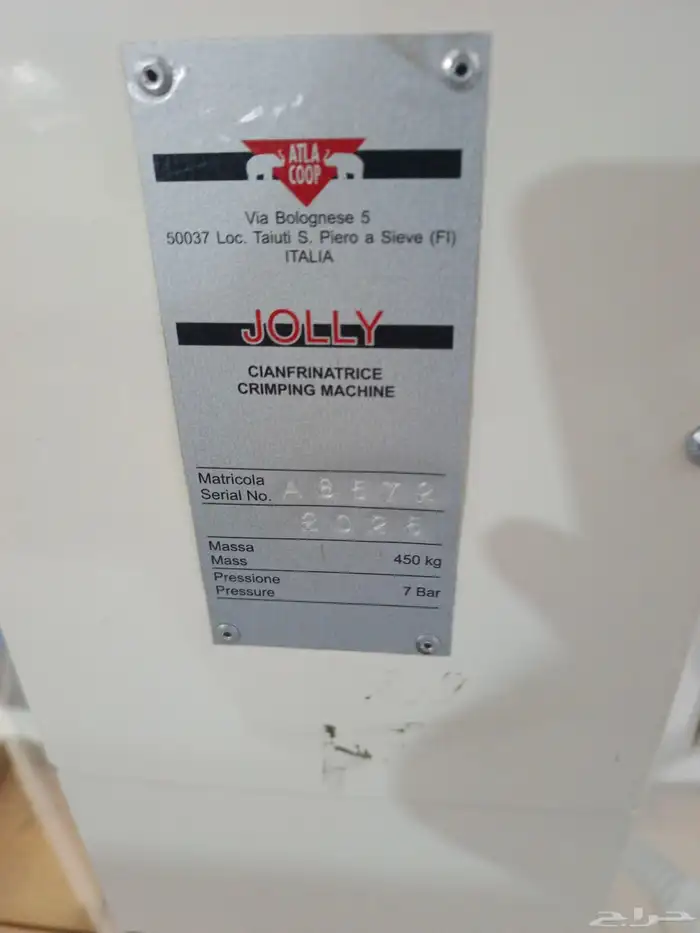 ATLA
COOP
Via Bolognese 5
50037 Loc. Taiuti S. Piero a Sieve (FI)
ITALIA
JOLLY
CIANFRINATRICE
CRIMPING MACHINE
Matricola
Serial No.
Massa
Mass 450 kg
Pressione
Pressure 7 Bar
حراج